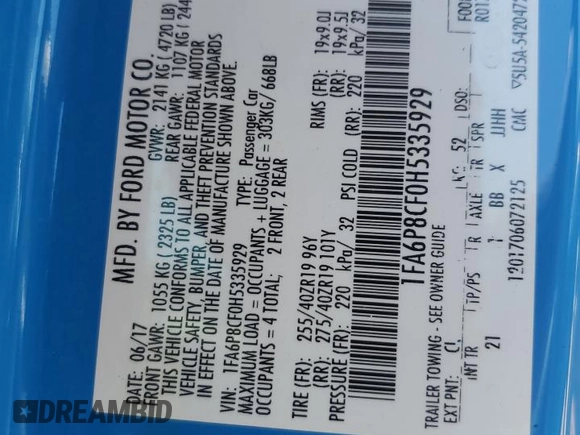 MFD. BY FORD MOTOR CO.
DATE: 06/17 GVWR: 2141 KG ( 4720 LB)
FRONT GAWR: 1055 KG ( 2325 LB) REAR GAWR: 1107 KG ( 244
THIS VEHICLE CONFORMS TO ALL APPLICABLE FEDERAL MOTOR
VEHICLE SAFETY, BUMPER, AND THEFT PREVENTION STANDARDS
IN EFFECT ON THE DATE OF MANUFACTURE SHOWN ABOVE.
VIN: 1FA6P8CF0H5335929 TYPE: Passenger Car
MAXIMUM LOAD = OCCUPANTS + LUGGAGE = 303KG/ 668LB
OCCUPANTS = 4 TOTAL; 2 FRONT, 2 REAR
TIRE (FR): 255/40ZR19 96Y RIMS (FR): 19x9.0J
(RR): 275/40ZR19 101Y (RR): 19x9.5J
PRESSURE (FR): 220 kPa/ 32 PSI COLD (RR): 220 kPa/ 32
1FA6P8CF0H5335929
TRAILER TOWING - SEE OWNER GUIDE
EXT PNT: CI 52 DSO:
INT TR TP/PS R AXLE TR SPR
21 1 BB X JJHH
1201706072125 CMC
DREAMBID